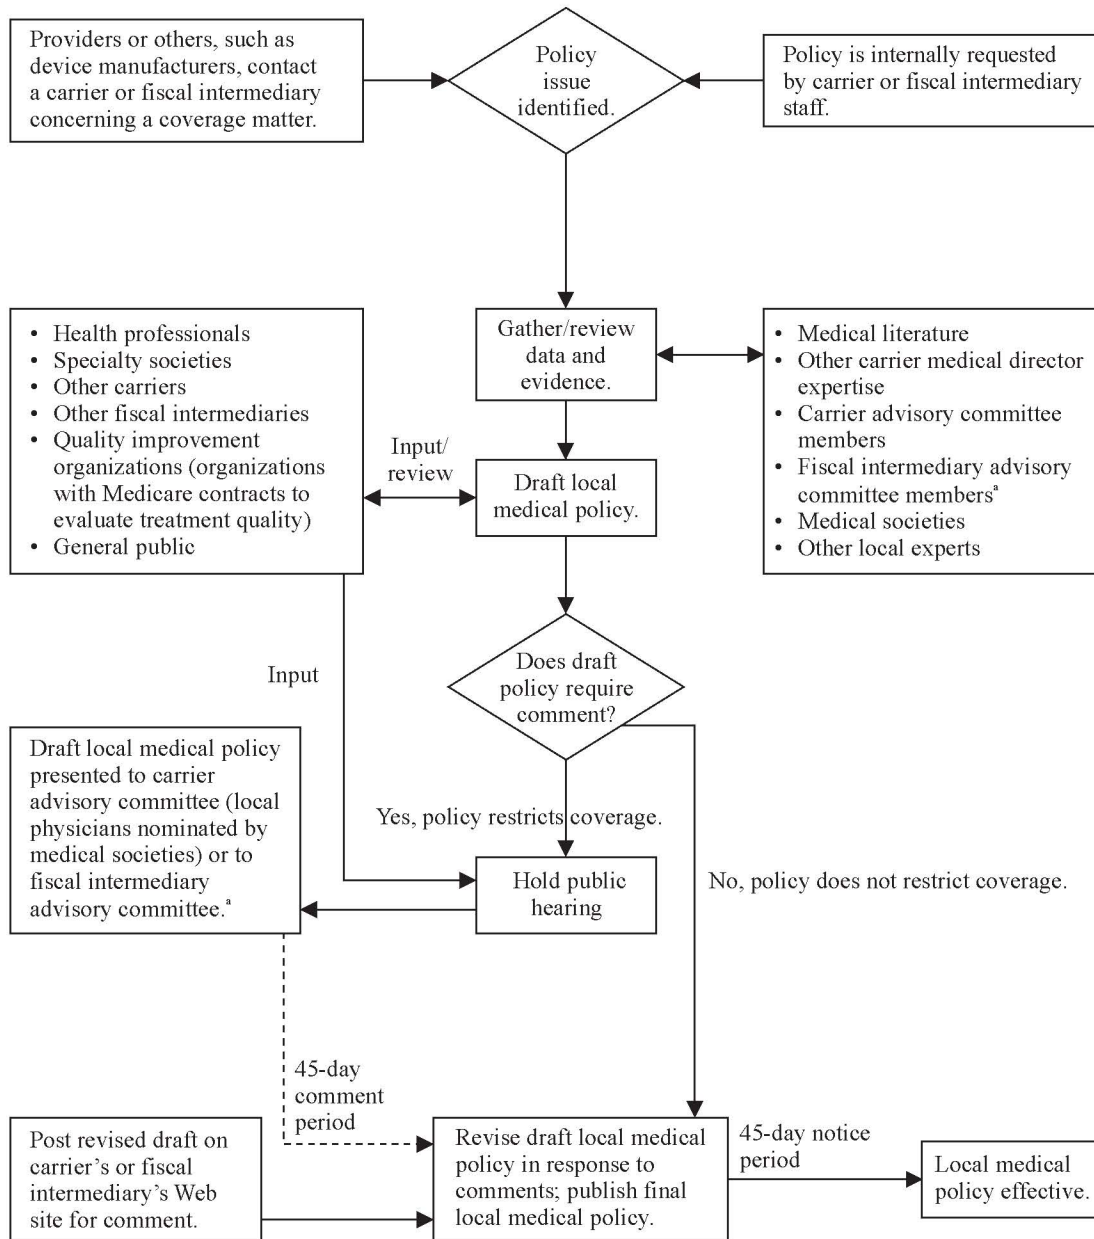 Providers or others, such as
device manufacturers, contact
a carrier or fiscal intermediary
concerning a coverage matter.
Policy
issue
identified.
Policy is internally requested
by carrier or fiscal intermediary
staff.
• Health professionals
• Specialty societies
• Other carriers
• Other fiscal intermediaries
• Quality improvement
organizations (organizations
with Medicare contracts to
evaluate treatment quality)
• General public
Input/
review
Gather/review
data and
evidence.
• Medical literature
• Other carrier medical director
expertise
• Carrier advisory committee
members
• Fiscal intermediary advisory
committee membersª
• Medical societies
• Other local experts
Draft local
medical policy.
Input
Does draft
policy require
comment?
Draft local medical policy
presented to carrier
advisory committee (local
physicians nominated by
medical societies) or to
fiscal intermediary
advisory committee.ª
Yes, policy restricts coverage.
Hold public
hearing
No, policy does not restrict coverage.
45-day
comment
period
Post revised draft on
carrier’s or fiscal
intermediary’s Web
site for comment.
Revise draft local medical
policy in response to
comments; publish final
local medical policy.
45-day notice
period
Local medical
policy effective.